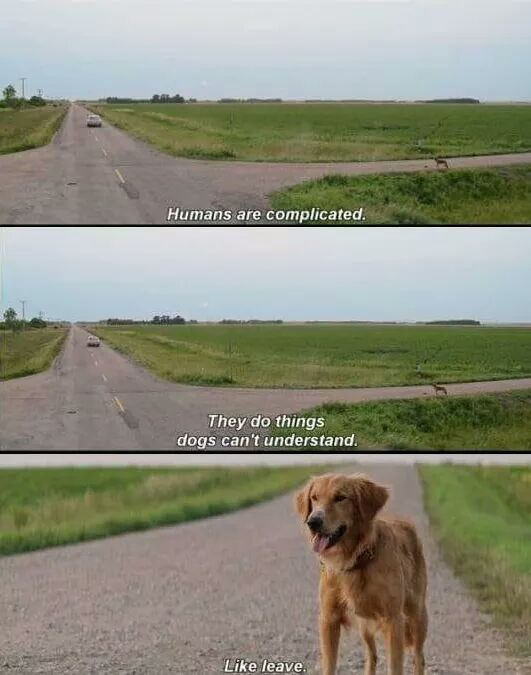 Humans are complicated.
They do things
dogs can't understand.
Like leave.